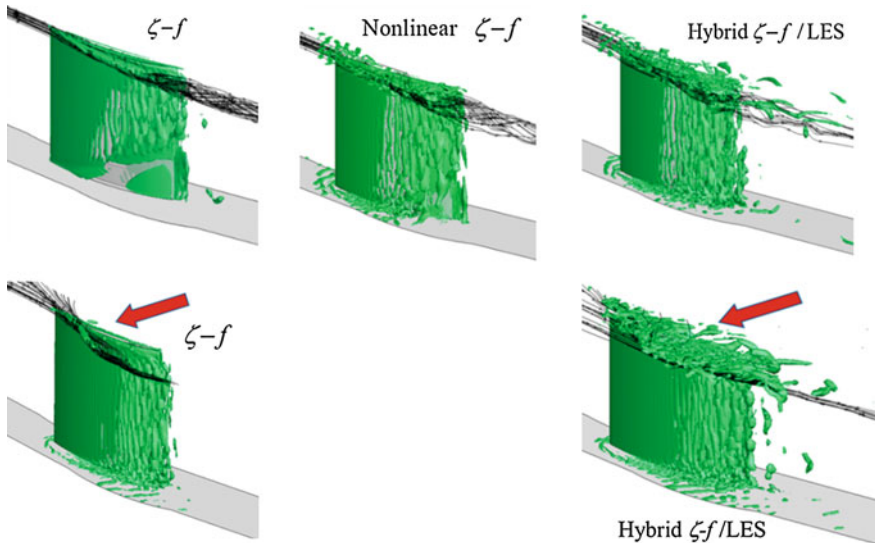 ζ–f
Nonlinear ζ–f
Hybrid ζ–f / LES
ζ–f
Hybrid ζ-f /LES